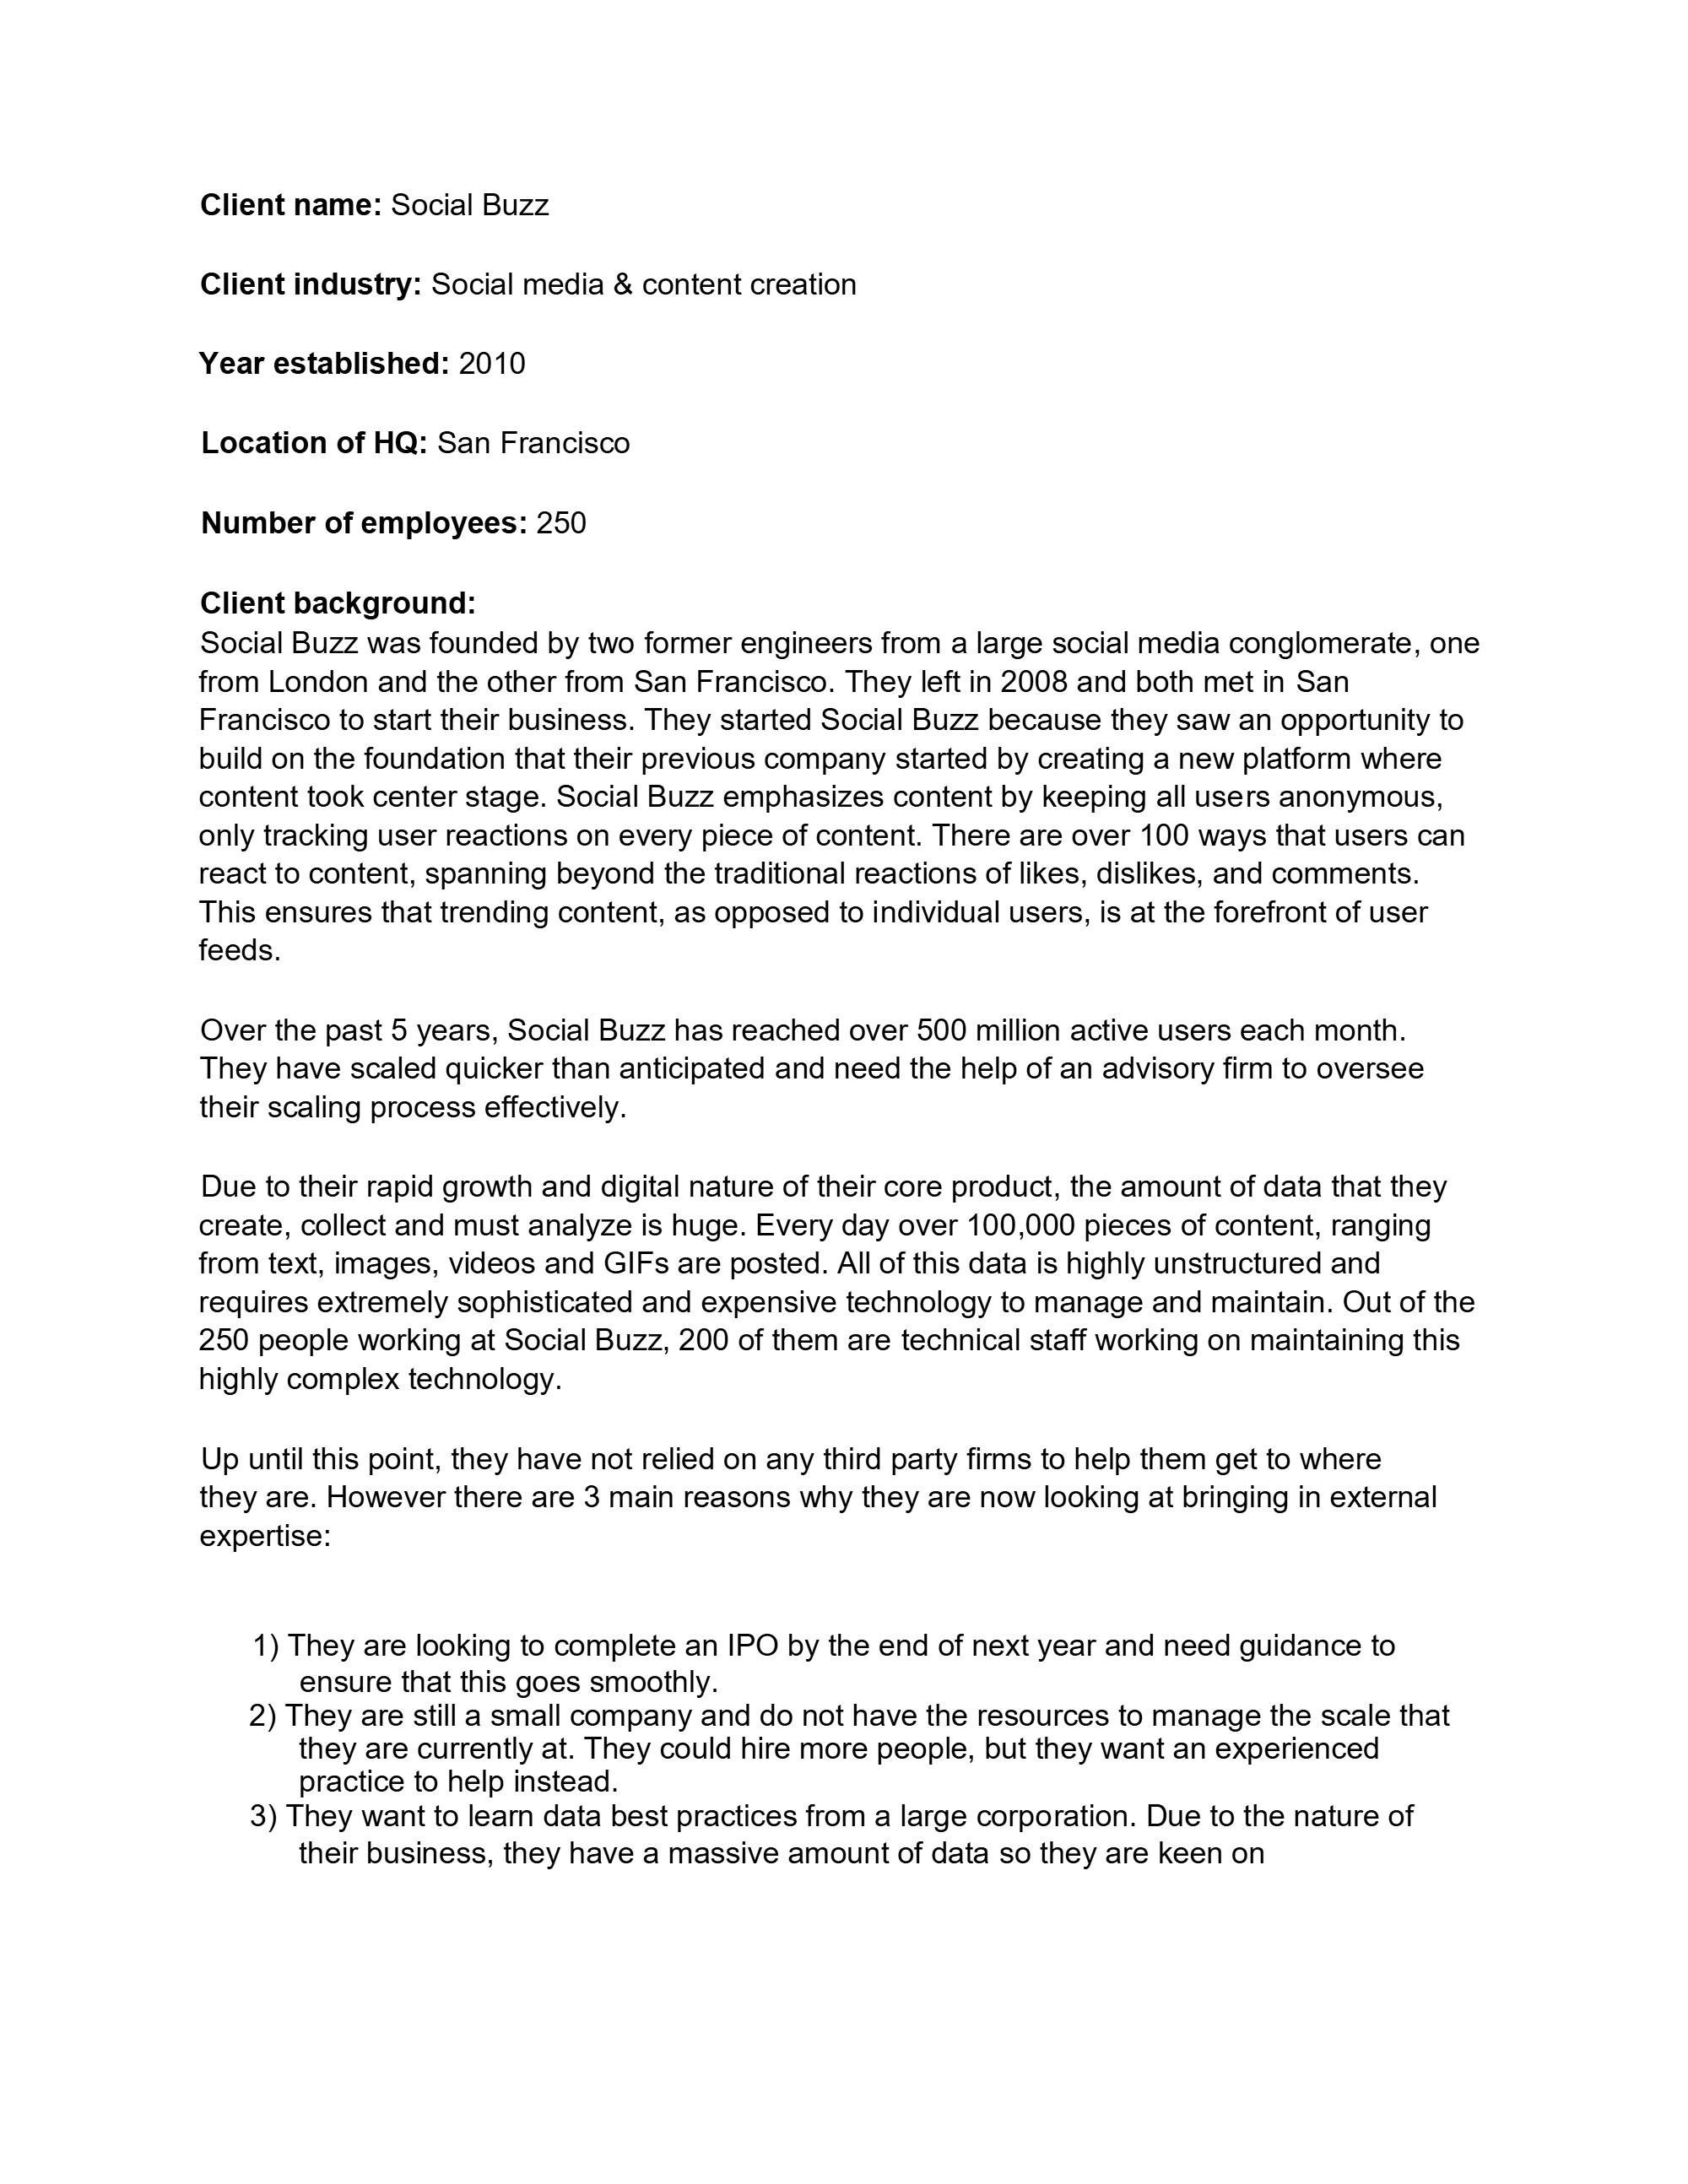 Client name: Social Buzz
Client industry: Social media & content creation
Year established: 2010
Location of HQ: San Francisco
Number of employees: 250
Client background:
Social Buzz was founded by two former engineers from a large social media conglomerate, one
from London and the other from San Francisco. They left in 2008 and both met in San
Francisco to start their business. They started Social Buzz because they saw an opportunity to
build on the foundation that their previous company started by creating a new platform where
content took center stage. Social Buzz emphasizes content by keeping all users anonymous,
only tracking user reactions on every piece of content. There are over 100 ways that users can
react to content, spanning beyond the traditional reactions of likes, dislikes, and comments.
This ensures that trending content, as opposed to individual users, is at the forefront of user
feeds.
Over the past 5 years, Social Buzz has reached over 500 million active users each month.
They have scaled quicker than anticipated and need the help of an advisory firm to oversee
their scaling process effectively.
Due to their rapid growth and digital nature of their core product, the amount of data that they
create, collect and must analyze is huge. Every day over 100,000 pieces of content, ranging
from text, images, videos and GIFs are posted. All of this data is highly unstructured and
requires extremely sophisticated and expensive technology to manage and maintain. Out of the
250 people working at Social Buzz, 200 of them are technical staff working on maintaining this
highly complex technology.
Up until this point, they have not relied on any third party firms to help them get to where
they are. However there are 3 main reasons why they are now looking at bringing in external
expertise:
1) They are looking to complete an IPO by the end of next year and need guidance to
ensure that this goes smoothly.
2) They are still a small company and do not have the resources to manage the scale that
they are currently at. They could hire more people, but they want an experienced
practice to help instead.
3) They want to learn data best practices from a large corporation. Due to the nature of
their business, they have a massive amount of data so they are keen on